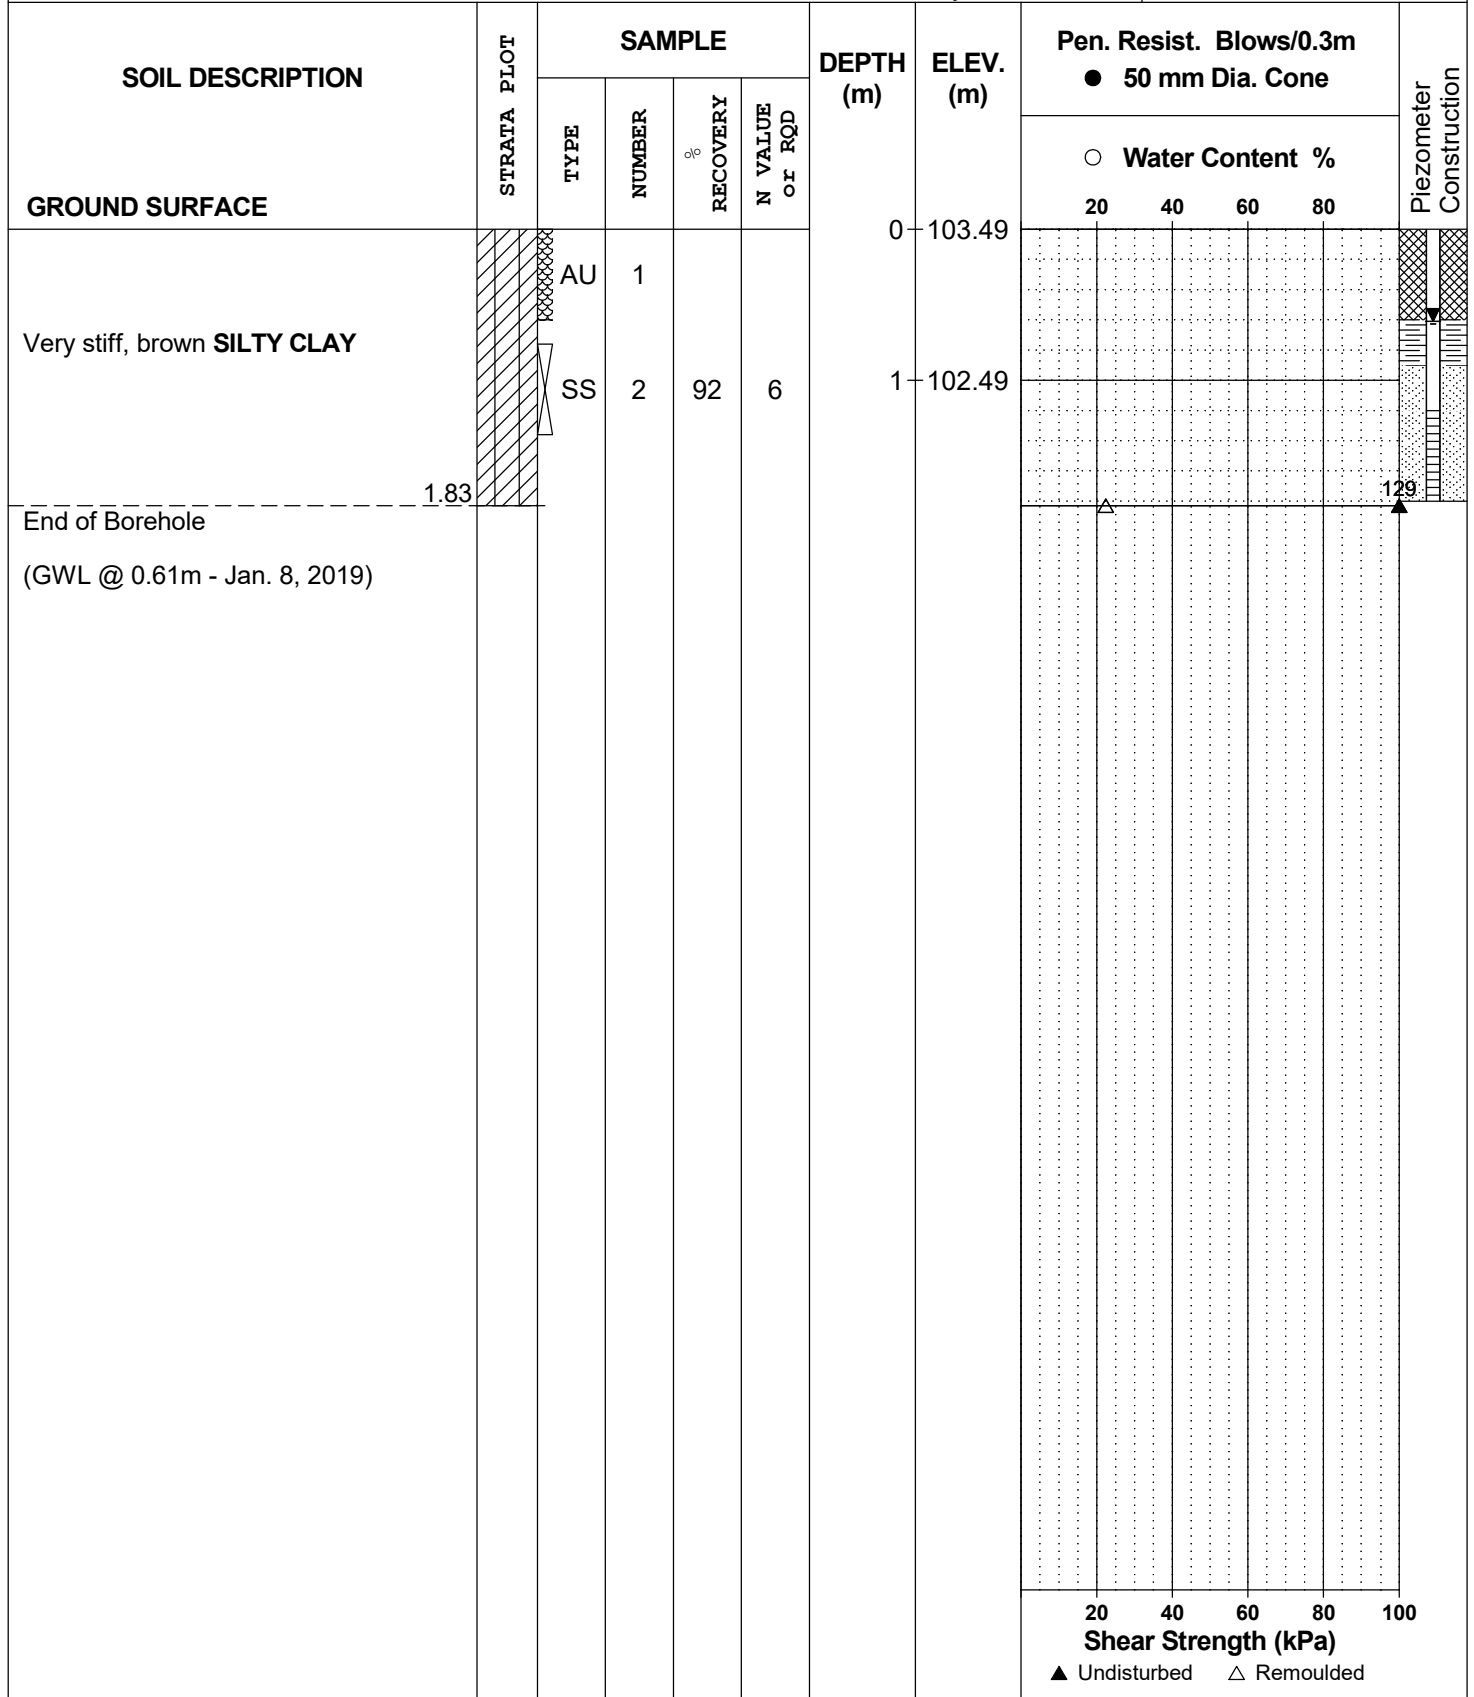 SOIL DESCRIPTION
GROUND SURFACE
STRATA PLOT
SAMPLE
TYPE
NUMBER
% RECOVERY
N VALUE or RQD
DEPTH (m)
ELEV. (m)
Pen. Resist. Blows/0.3m
● 50 mm Dia. Cone
○ Water Content %
20 40 60 80
Piezometer Construction
0 103.49
AU 1
Very stiff, brown SILTY CLAY
SS 2 92 6
1 102.49
1.83
129
End of Borehole
(GWL @ 0.61m - Jan. 8, 2019)
20 40 60 80 100
Shear Strength (kPa)
▲ Undisturbed △ Remoulded